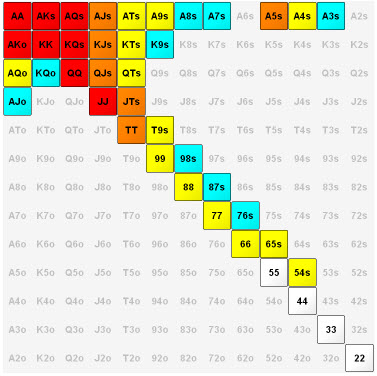 AA AKs AQs AJs ATs A9s A8s A7s A6s A5s A4s A3s A2s
AKo KK KQs KJs KTs K9s K8s K7s K6s K5s K4s K3s K2s
AQo KQo QQ QJs QTs Q9s Q8s Q7s Q6s Q5s Q4s Q3s Q2s
AJo KJo QJo JJ JTs J9s J8s J7s J6s J5s J4s J3s J2s
ATo KTo QTo JTo TT T9s T8s T7s T6s T5s T4s T3s T2s
A9o K9o Q9o J9o T9o 99 98s 97s 96s 95s 94s 93s 92s
A8o K8o Q8o J8o T8o 98o 88 87s 86s 85s 84s 83s 82s
A7o K7o Q7o J7o T7o 97o 87o 77 76s 75s 74s 73s 72s
A6o K6o Q6o J6o T6o 96o 86o 76o 66 65s 64s 63s 62s
A5o K5o Q5o J5o T5o 95o 85o 75o 65o 55 54s 53s 52s
A4o K4o Q4o J4o T4o 94o 84o 74o 64o 54o 44 43s 42s
A3o K3o Q3o J3o T3o 93o 83o 73o 63o 53o 43o 33 32s
A2o K2o Q2o J2o T2o 92o 82o 72o 62o 52o 42o 32o 22